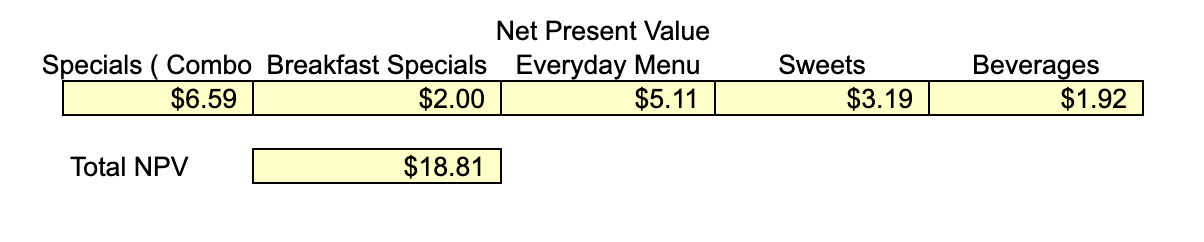 Net Present Value
Specials ( Combo Breakfast Specials Everyday Menu Sweets Beverages
$6.59 $2.00 $5.11 $3.19 $1.92
Total NPV $18.81